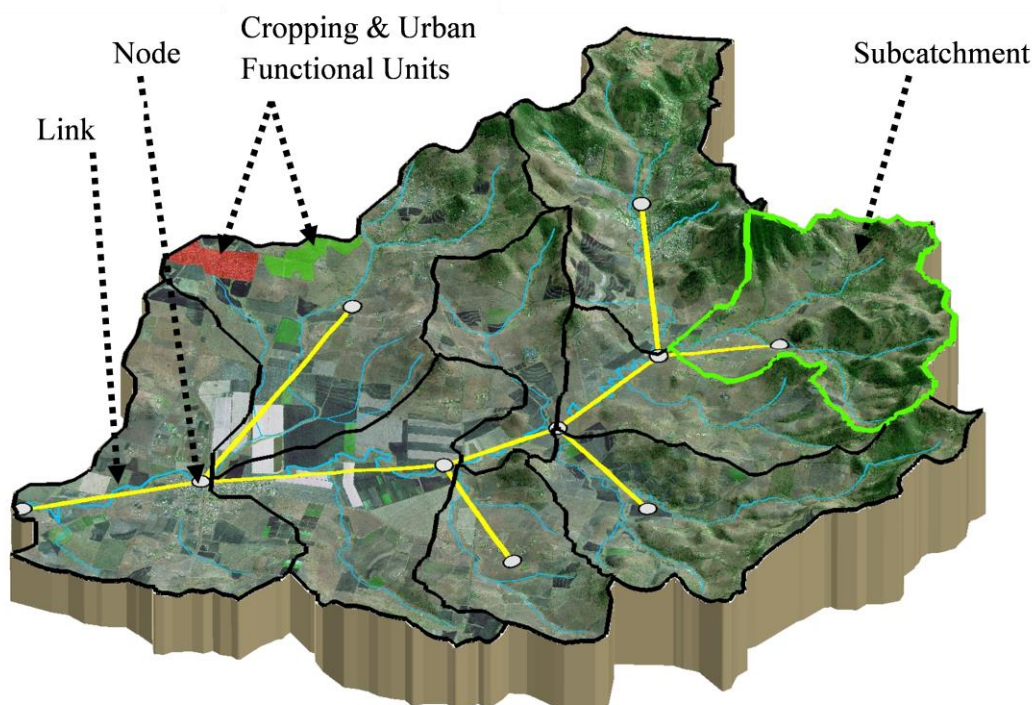 Cropping & Urban
Functional Units
Node
Subcatchment
Link